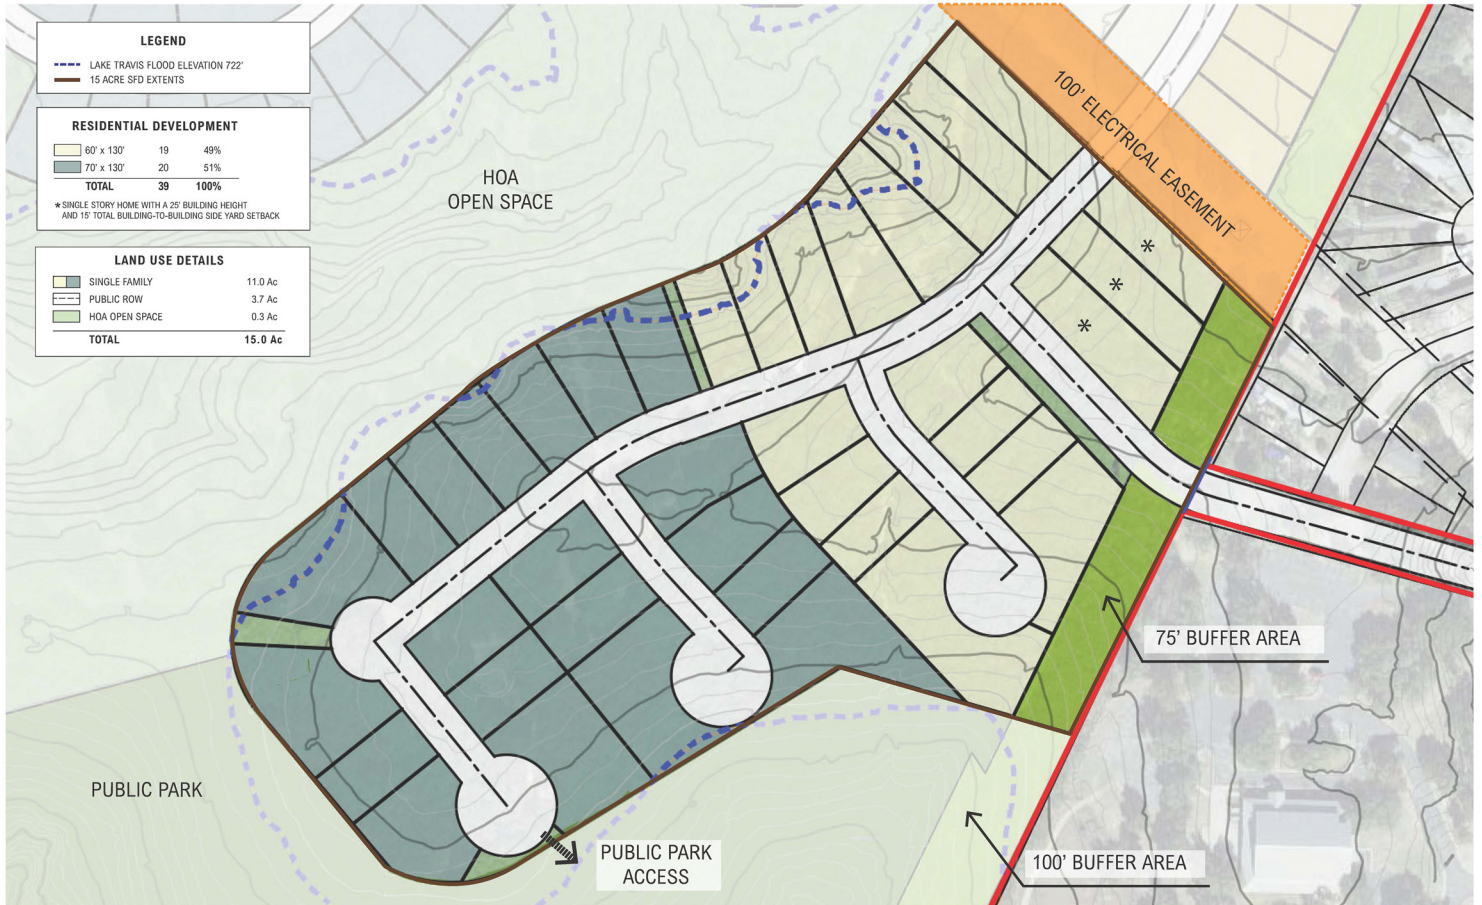 LEGEND
LAKE TRAVIS FLOOD ELEVATION 722'
15 ACRE SFD EXTENTS
RESIDENTIAL DEVELOPMENT
60' x 130' 19 49%
70' x 130' 20 51%
TOTAL 39 100%
* SINGLE STORY HOME WITH A 25' BUILDING HEIGHT
AND 15' TOTAL BUILDING-TO-BUILDING SIDE YARD SETBACK
LAND USE DETAILS
SINGLE FAMILY 11.0 Ac
PUBLIC ROW 3.7 Ac
HOA OPEN SPACE 0.3 Ac
TOTAL 15.0 Ac
HOA
OPEN SPACE
100' ELECTRICAL EASEMENT
*
*
*
75' BUFFER AREA
PUBLIC PARK
PUBLIC PARK
ACCESS
100' BUFFER AREA